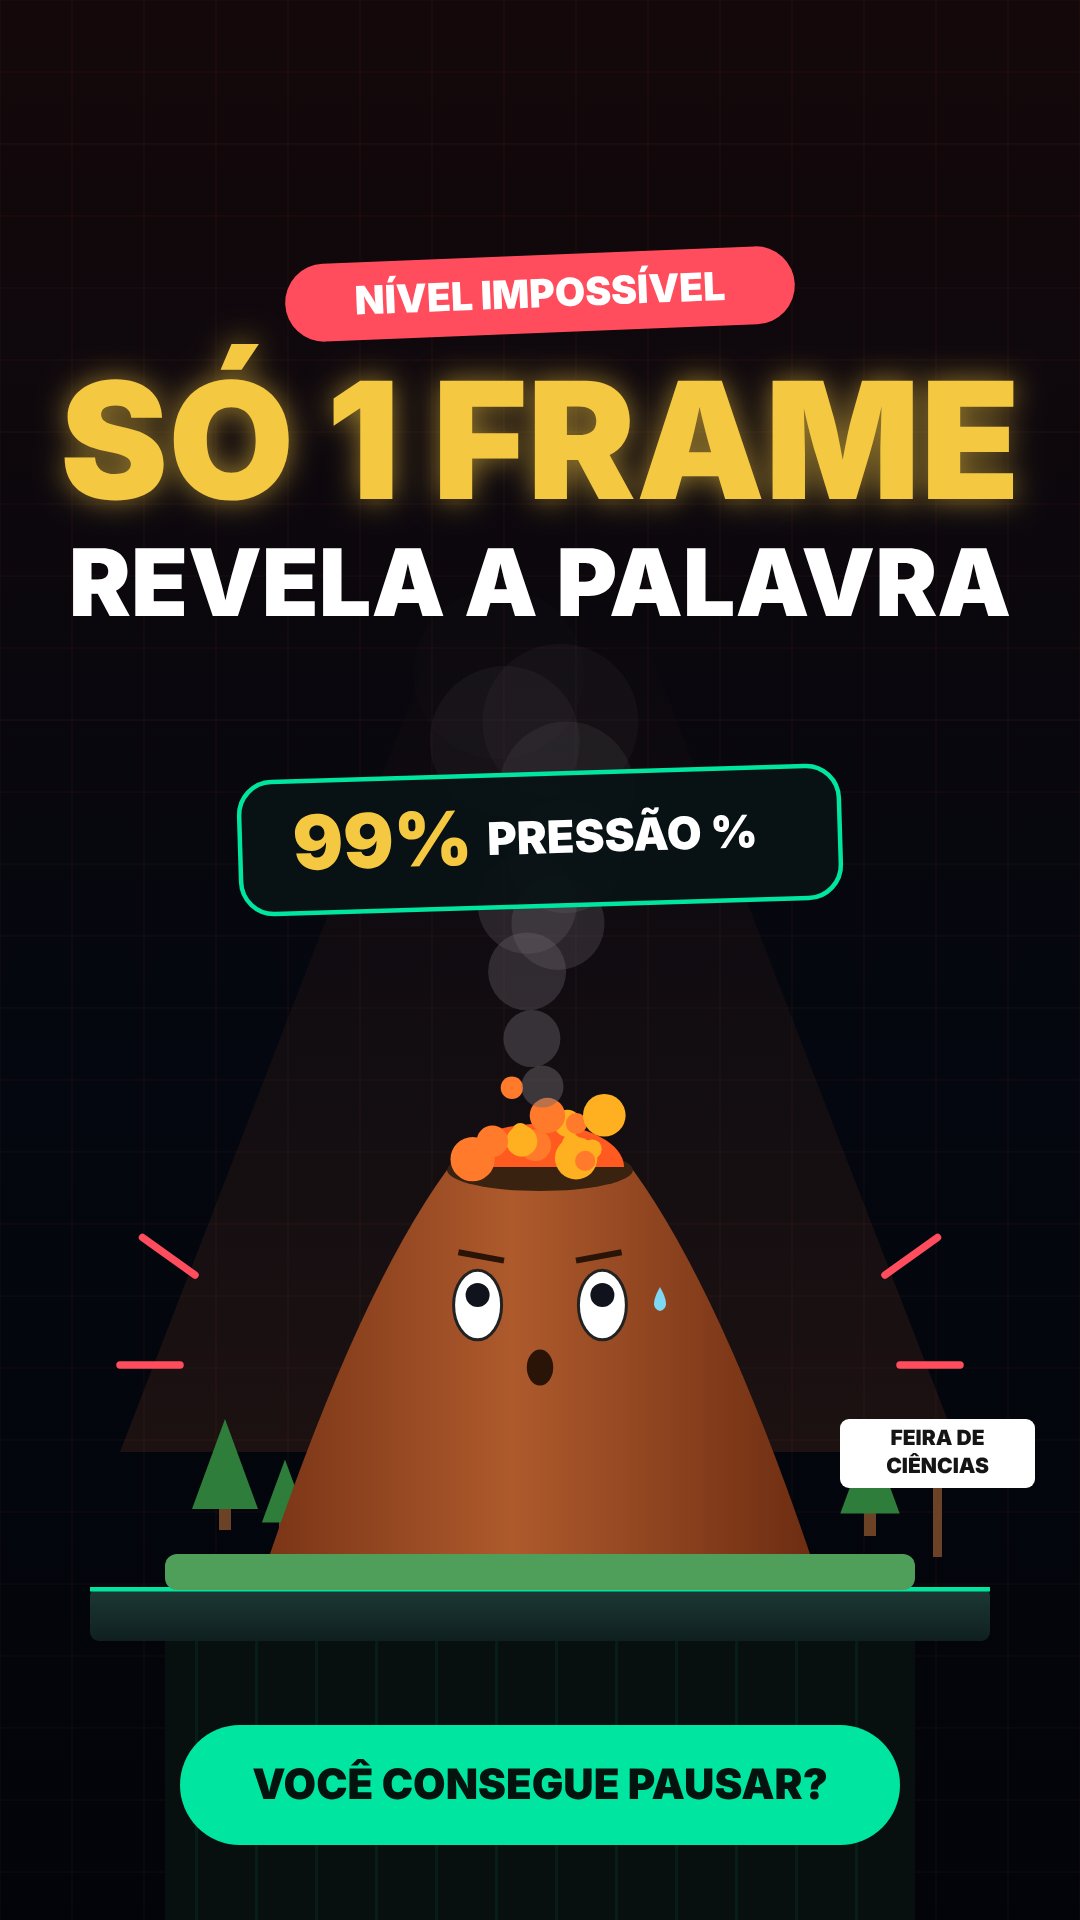 NÍVEL IMPOSSÍVEL
SÓ 1 FRAME
REVELA A PALAVRA
99% PRESSÃO %
FEIRA DE
CIÊNCIAS
VOCÊ CONSEGUE PAUSAR?